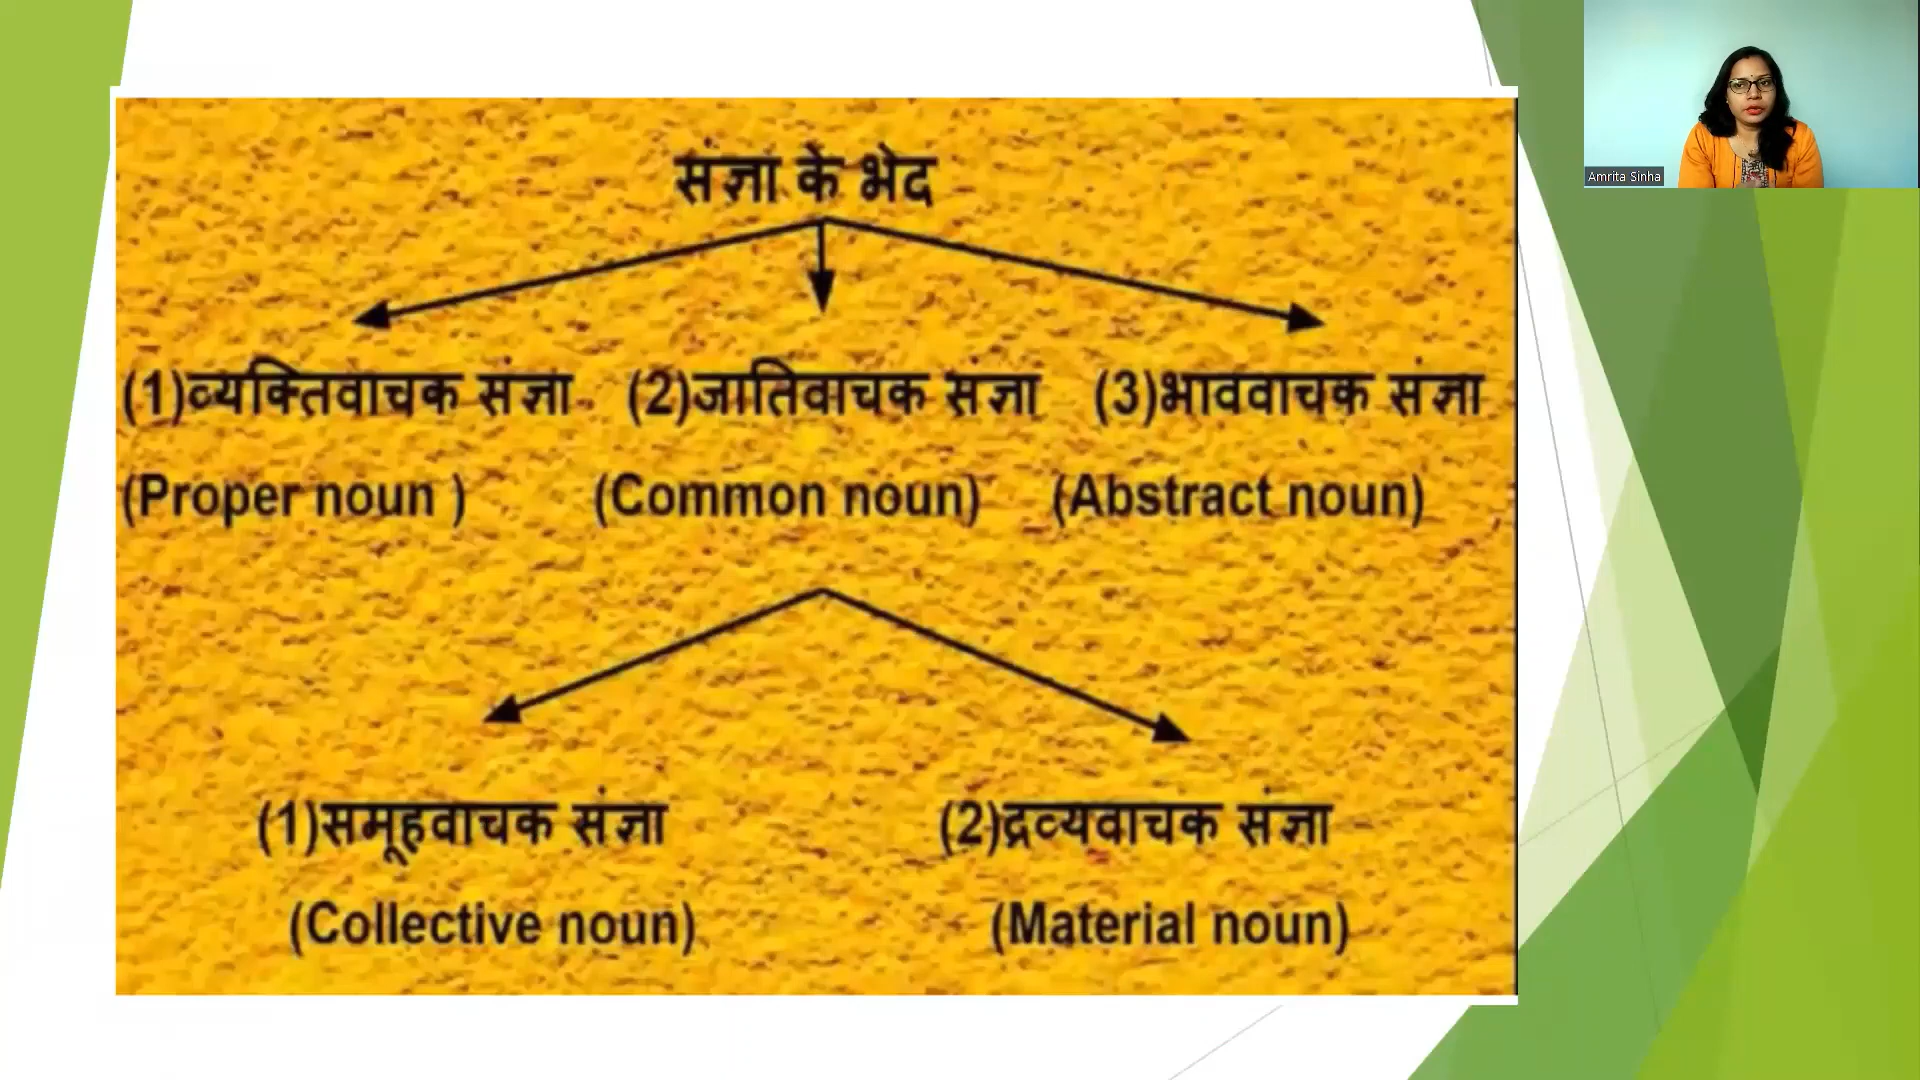 Amrita Sinha
संज्ञा के भेद
(1)व्यक्तिवाचक संज्ञा (2)जातिवाचक संज्ञा (3)भाववाचक संज्ञा
(Proper noun ) (Common noun) (Abstract noun)
(1)समूहवाचक संज्ञा (2)द्रव्यवाचक संज्ञा
(Collective noun) (Material noun)